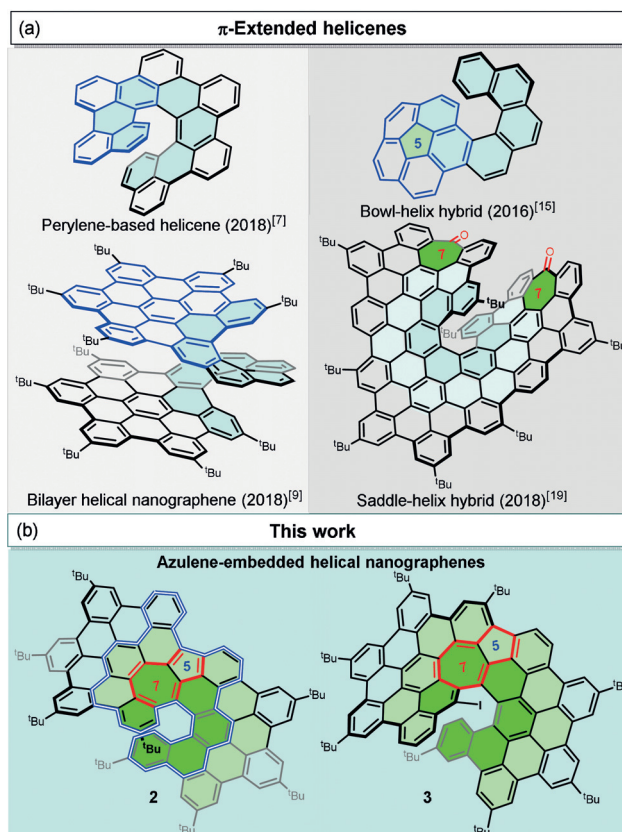 (a)
π-Extended helicenes
5
Perylene-based helicene (2018)[7]
Bowl-helix hybrid (2016)[15]
tBu
tBu
tBu
tBu
tBu
tBu
tBu
tBu
tBu
tBu
Bilayer helical nanographene (2018)[9]
tBu
O
7
O
7
tBu
tBu
tBu
tBu
tBu
Saddle-helix hybrid (2018)[19]
(b)
This work
Azulene-embedded helical nanographenes
tBu
tBu
5
7
tBu
tBu
tBu
tBu
tBu
tBu
2
tBu
tBu
5
7
I
tBu
tBu
tBu
tBu
tBu
3